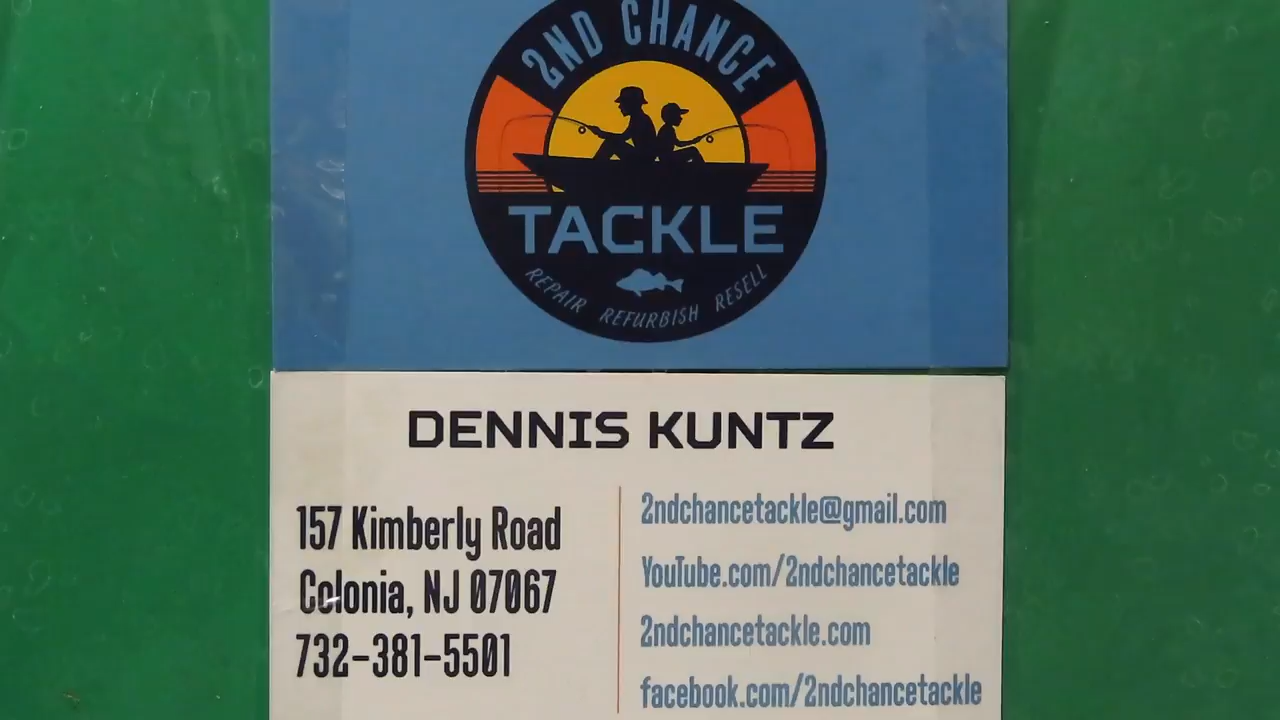 2ND CHANCE
TACKLE
REPAIR REFURBISH RESELL
DENNIS KUNTZ
157 Kimberly Road
Colonia, NJ 07067
732-381-5501
2ndchancetackle@gmail.com
YouTube.com/2ndchancetackle
2ndchancetackle.com
facebook.com/2ndchancetackle